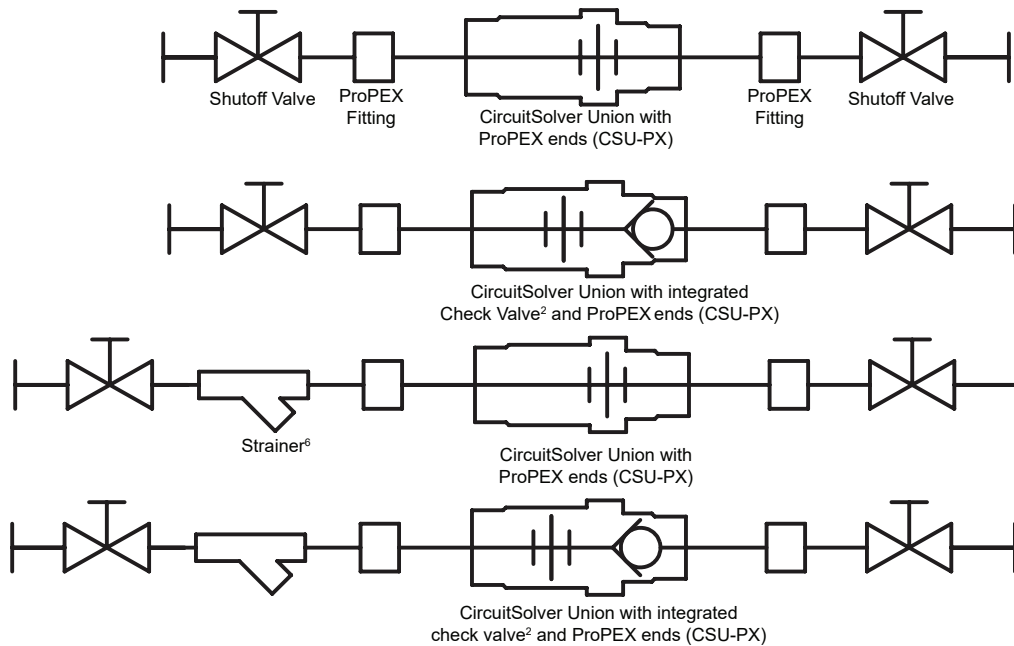 Shutoff Valve
ProPEX
Fitting
CircuitSolver Union with
ProPEX ends (CSU-PX)
ProPEX
Fitting
Shutoff Valve
CircuitSolver Union with integrated
Check Valve² and ProPEX ends (CSU-PX)
Strainer⁶
CircuitSolver Union with
ProPEX ends (CSU-PX)
CircuitSolver Union with integrated
check valve² and ProPEX ends (CSU-PX)